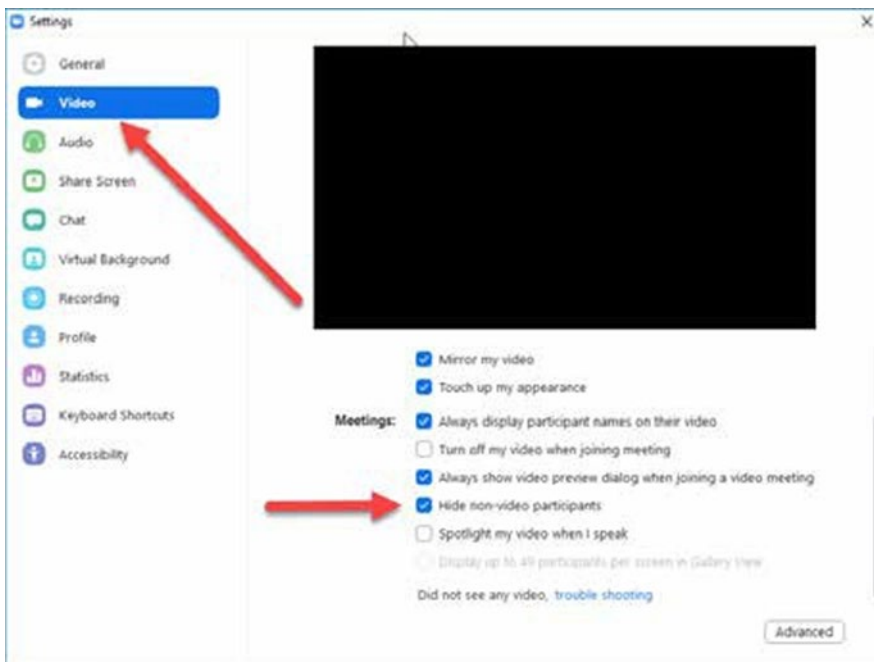 Settings
General
Video
Audio
Share Screen
Chat
Virtual Background
Recording
Profile
Statistics
Keyboard Shortcuts
Accessibility
Mirror my video
Touch up my appearance
Meetings: Always display participant names on their video
Turn off my video when joining meeting
Always show video preview dialog when joining a video meeting
Hide non-video participants
Spotlight my video when I speak
Display up to 49 participants per screen in Gallery View
Did not see any video, trouble shooting
Advanced